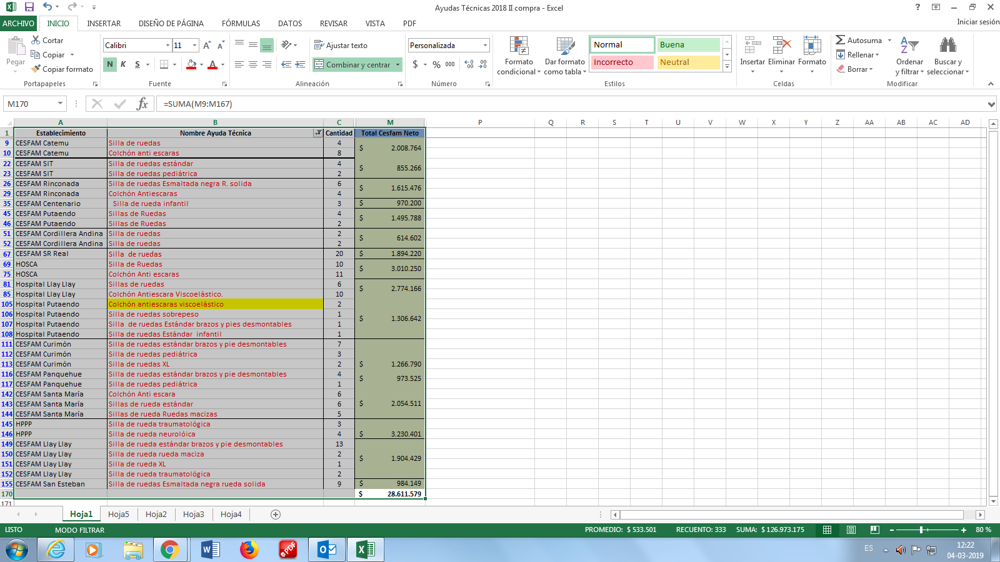 Ayudas Técnicas 2018 II compra - Excel
?
ARCHIVO INICIO INSERTAR DISEÑO DE PÁGINA FÓRMULAS DATOS REVISAR VISTA PDF Iniciar sesión
Pegar
Cortar
Copiar
Copiar formato
Portapapeles
Calibri 11
N K S
Fuente
Ajustar texto
Combinar y centrar
Alineación
Personalizada
$ % 000
Número
Formato condicional
Dar formato como tabla
Normal Buena
Incorrecto Neutral
Estilos
Insertar Eliminar Formato
Celdas
Autosuma
Rellenar
Borrar
Ordenar y filtrar
Buscar y seleccionar
Modificar
M170 fx =SUMA(M9:M167)
A B C M P Q R S T U V W X Y Z AA AB AC AD
1 Establecimiento Nombre Ayuda Técnica Cantidad Total Cesfam Neto
9 CESFAM Catemu Silla de ruedas 4
$ 2.008.764
10 CESFAM Catemu Colchón anti escaras 8
22 CESFAM SIT Silla de ruedas estándar 4
$ 855.266
23 CESFAM SIT Silla de ruedas pediátrica 2
26 CESFAM Rinconada Silla de ruedas Esmaltada negra R. solida 6
$ 1.615.476
29 CESFAM Rinconada Colchón Antiescaras 4
35 CESFAM Centenario Silla de rueda infantil 3 $ 970.200
45 CESFAM Putaendo Sillas de Ruedas 4
$ 1.495.788
46 CESFAM Putaendo Sillas de Ruedas 2
51 CESFAM Cordillera Andina Silla de ruedas 2
$ 614.602
52 CESFAM Cordillera Andina Silla de ruedas 2
67 CESFAM SR Real Silla de ruedas 20 $ 1.894.220
69 HOSCA Silla de Ruedas 10
$ 3.010.250
75 HOSCA Colchón Anti escaras 11
81 Hospital Llay Llay Sillas de ruedas 6
$ 2.774.166
85 Hospital Llay Llay Colchón Antiescara Viscoelástico. 10
105 Hospital Putaendo Colchón antiescaras viscoelástico 2
106 Hospital Putaendo Silla de ruedas sobrepeso 1
$ 1.306.642
107 Hospital Putaendo Silla de ruedas Estándar brazos y pies desmontables 1
108 Hospital Putaendo Silla de ruedas Estándar infantil 1
111 CESFAM Curimón Silla de ruedas estándar brazos y pie desmontables 7
112 CESFAM Curimón Silla de ruedas pediátrica 3
113 CESFAM Curimón Silla de ruedas XL 2 $ 1.266.790
116 CESFAM Panquehue Silla de ruedas estándar brazos y pie desmontables 4
$ 973.525
117 CESFAM Panquehue Silla de ruedas pediátrica 1
142 CESFAM Santa María Colchón Anti escara 6
143 CESFAM Santa María Sillas de rueda estándar 6 $ 2.054.511
144 CESFAM Santa María Sillas de rueda Ruedas macizas 5
145 HPPP Silla de rueda traumatológica 3
146 HPPP Silla de rueda neurolóica 4 $ 3.230.401
149 CESFAM Llay Llay Silla de rueda estándar brazos y pie desmontables 13
150 CESFAM Llay Llay Silla de rueda rueda maciza 2
$ 1.904.429
151 CESFAM Llay Llay Silla de rueda XL 1
152 CESFAM Llay Llay Silla de rueda traumatológica 2
155 CESFAM San Esteban Silla de ruedas Esmaltada negra rueda solida 9 $ 984.149
170 $ 28.611.579
171
Hoja1 Hoja5 Hoja2 Hoja3 Hoja4
LISTO MODO FILTRAR PROMEDIO: $ 533.501 RECUENTO: 333 SUMA: $ 126.973.175 80 %
PDF
ES
12:22
04-03-2019